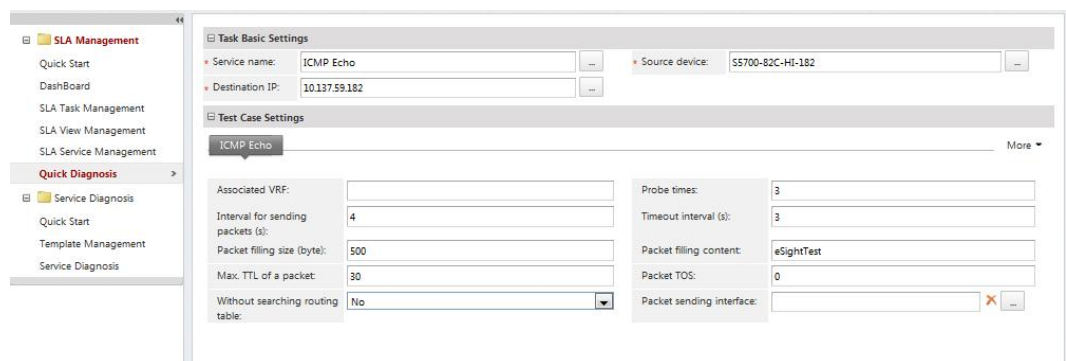 SLA Management
Quick Start
DashBoard
SLA Task Management
SLA View Management
SLA Service Management
Quick Diagnosis
Service Diagnosis
Quick Start
Template Management
Service Diagnosis
Task Basic Settings
* Service name: ICMP Echo ... * Source device: S5700-82C-HI-182 ...
* Destination IP: 10.137.59.182 ...
Test Case Settings
ICMP Echo More
Associated VRF: Probe times: 3
Interval for sending packets (s): 4 Timeout interval (s): 3
Packet filling size (byte): 500 Packet filling content: eSightTest
Max. TTL of a packet: 30 Packet TOS: 0
Without searching routing table: No Packet sending interface: ...